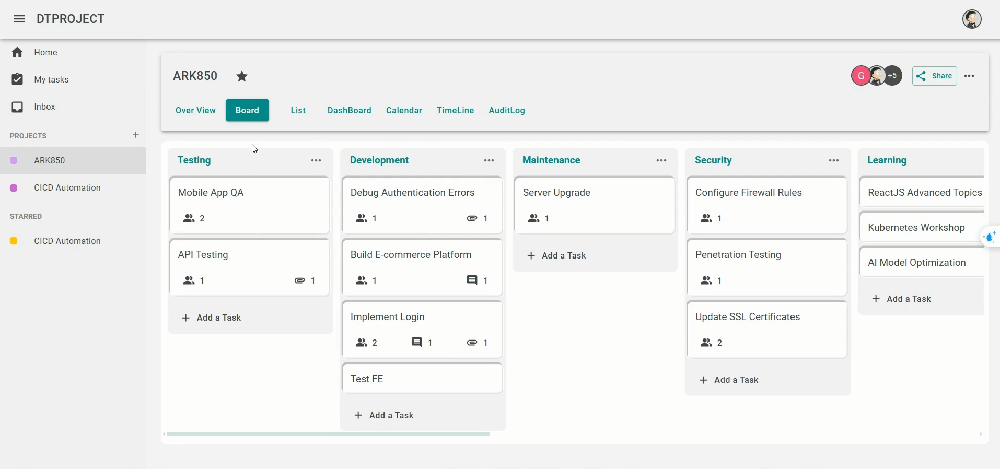 DTPROJECT
Home
My tasks
Inbox
PROJECTS
ARK850
CICD Automation
STARRED
CICD Automation
ARK850
G
+5
Share
Over View
Board
List
DashBoard
Calendar
TimeLine
AuditLog
Testing
Mobile App QA
2
API Testing
1
1
Add a Task
Development
Debug Authentication Errors
1
1
Build E-commerce Platform
1
1
Implement Login
2
1
1
Test FE
Add a Task
Maintenance
Server Upgrade
1
Add a Task
Security
Configure Firewall Rules
1
Penetration Testing
1
Update SSL Certificates
2
Add a Task
Learning
ReactJS Advanced Topics
Kubernetes Workshop
AI Model Optimization
Add a Task